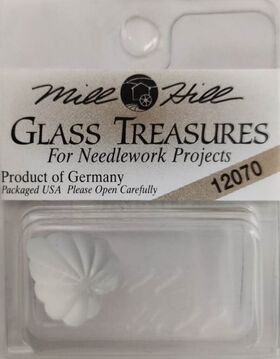 Mill Hill
GLASS TREASURES
For Needlework Projects
Product of Germany
Packaged USA Please Open Carefully
12070